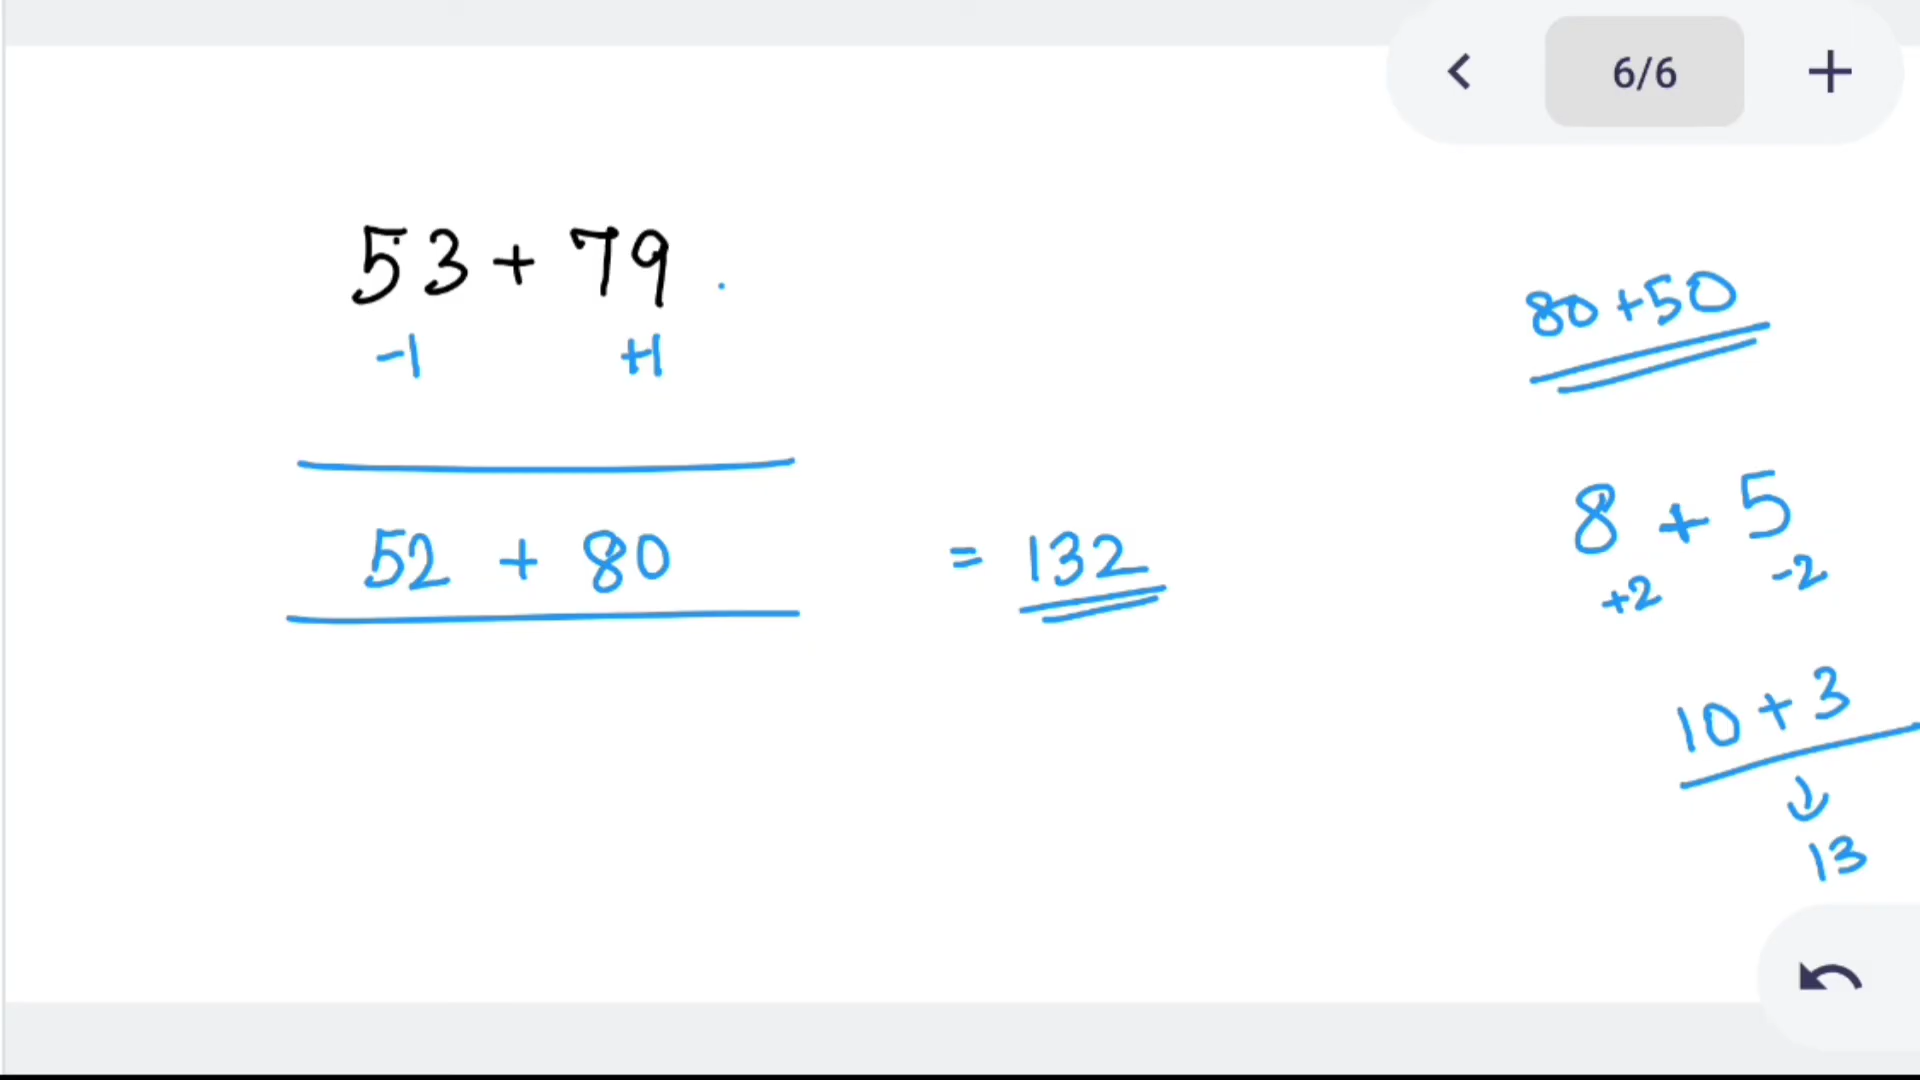 6/6
53 + 79
-1 +1
52 + 80 = 132
80 + 50
8 + 5
+2 -2
10 + 3
13